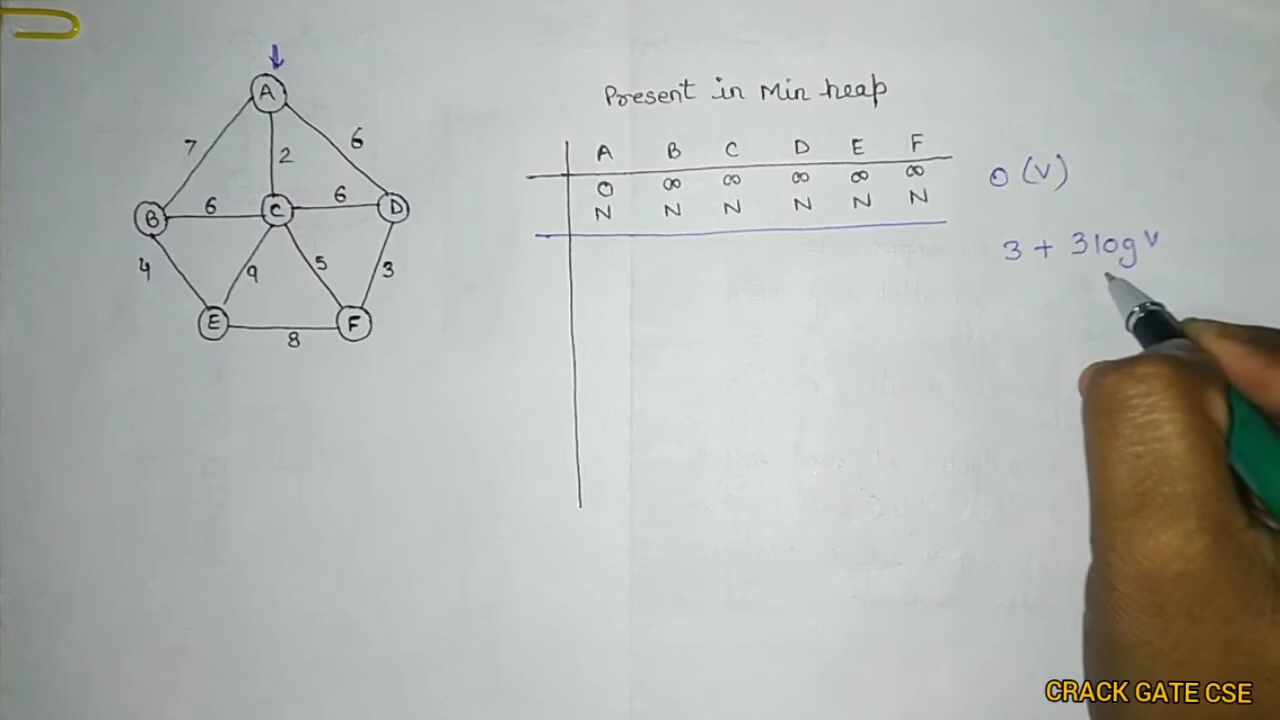 A
7
2
6
B
6
C
6
D
4
9
5
3
E
8
F
Present in Min heap
A B C D E F
0 ∞ ∞ ∞ ∞ ∞
N N N N N N
O (V)
3 + 3 log V
CRACK GATE CSE